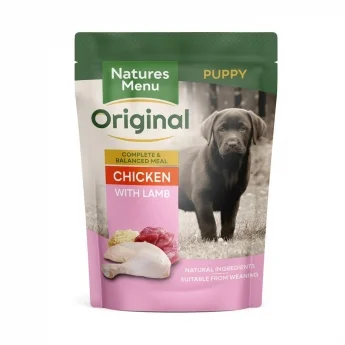 Natures
Menu
PUPPY
Original
COMPLETE &
BALANCED MEAL
CHICKEN
WITH LAMB
NATURAL INGREDIENTS
SUITABLE FROM WEANING